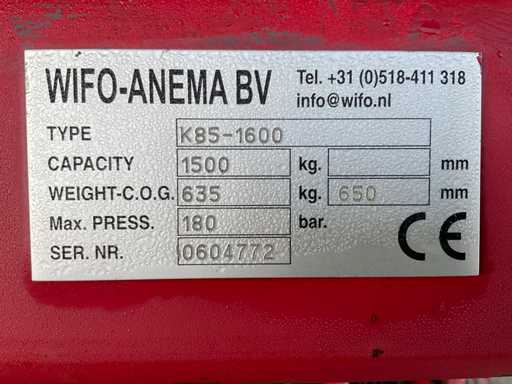 WIFO-ANEMA BV Tel. +31 (0)518-411 318
info@wifo.nl
TYPE K85-1600
CAPACITY 1500 kg. mm
WEIGHT-C.O.G. 635 kg. 650 mm
Max. PRESS. 180 bar.
SER. NR. 0604772 CE